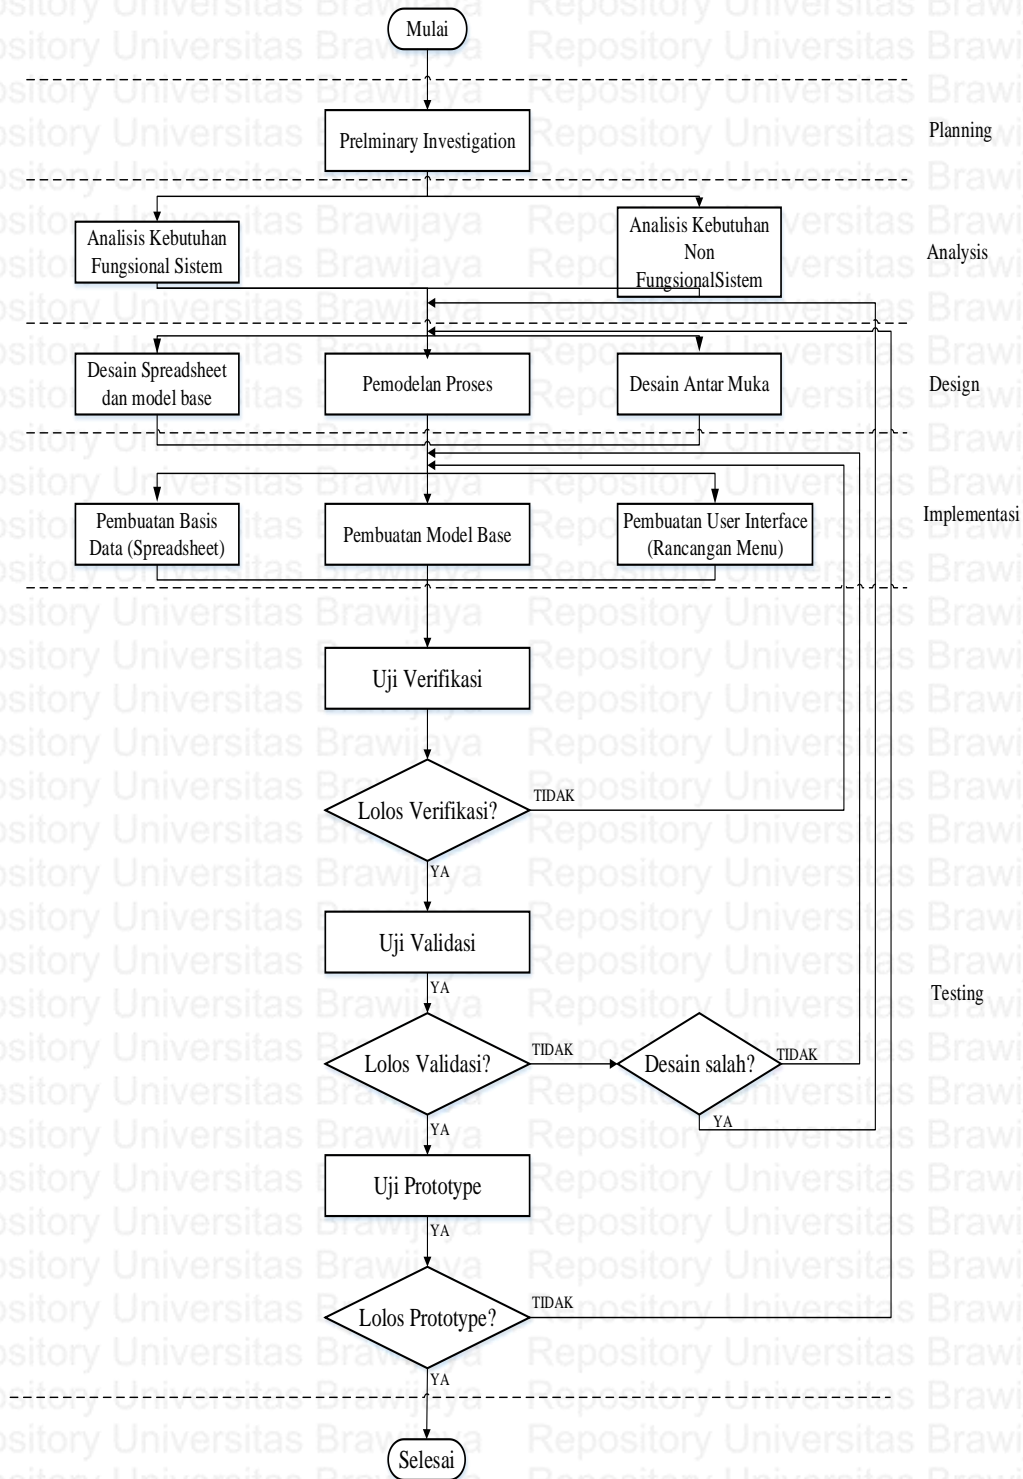 Mulai
Prelminary Investigation
Planning
Analisis Kebutuhan
Fungsional Sistem
Analisis Kebutuhan
Non
FungsionalSistem
Analysis
Desain Spreadsheet
dan model base
Pemodelan Proses
Desain Antar Muka
Design
Pembuatan Basis
Data (Spreadsheet)
Pembuatan Model Base
Pembuatan User Interface
(Rancangan Menu)
Implementasi
Uji Verifikasi
Lolos Verifikasi?
TIDAK
YA
Uji Validasi
YA
Testing
Lolos Validasi?
TIDAK
Desain salah?
TIDAK
YA
YA
Uji Prototype
YA
Lolos Prototype?
TIDAK
YA
Selesai
Repository Universitas Brawijaya